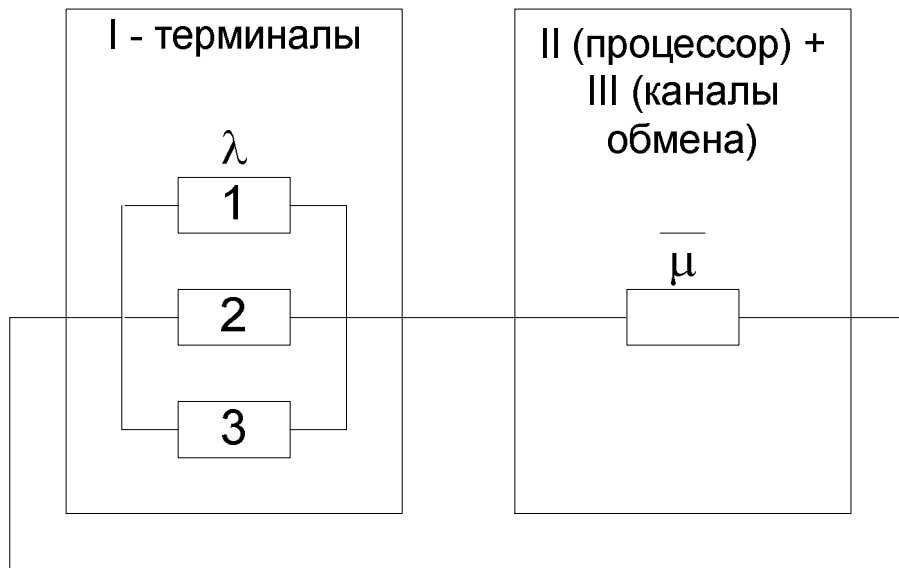 I - терминалы
λ
1
2
3
II (процессор) +
III (каналы
обмена)
μ̅